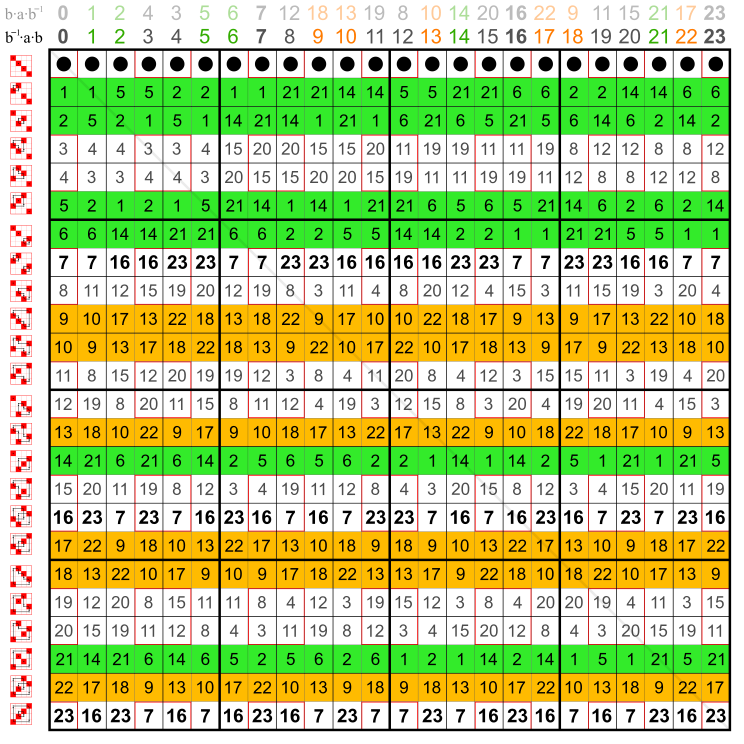 b·a·b⁻¹ 0 1 2 4 3 5 6 7 12 18 13 19 8 10 14 20 16 22 9 11 15 21 17 23
b⁻¹·a·b 0 1 2 3 4 5 6 7 8 9 10 11 12 13 14 15 16 17 18 19 20 21 22 23
1 1 5 5 2 2 1 1 21 21 14 14 5 5 21 21 6 6 2 2 14 14 6 6
2 5 2 1 5 1 14 21 14 1 21 1 6 21 6 5 21 5 6 14 6 2 14 2
3 4 4 3 3 4 15 20 20 15 15 20 11 19 19 11 11 19 8 12 12 8 8 12
4 3 3 4 4 3 20 15 15 20 20 15 19 11 11 19 19 11 12 8 8 12 12 8
5 2 1 2 1 5 21 14 1 14 1 21 21 6 5 6 5 21 14 6 2 6 2 14
6 6 14 14 21 21 6 6 2 2 5 5 14 14 2 2 1 1 21 21 5 5 1 1
7 7 16 16 23 23 7 7 23 23 16 16 16 16 23 23 7 7 23 23 16 16 7 7
8 11 12 15 19 20 12 19 8 3 11 4 8 20 12 4 15 3 11 15 19 3 20 4
9 10 17 13 22 18 13 18 22 9 17 10 10 22 18 17 9 13 9 17 13 22 10 18
10 9 13 17 18 22 18 13 9 22 10 17 22 10 17 18 13 9 17 9 22 13 18 10
11 8 15 12 20 19 19 12 3 8 4 11 20 8 4 12 3 15 15 11 3 19 4 20
12 19 8 20 11 15 8 11 12 4 19 3 12 15 8 3 20 4 19 20 11 4 15 3
13 18 10 22 9 17 9 10 18 17 13 22 17 13 22 9 10 18 22 18 17 10 9 13
14 21 6 21 6 14 2 5 6 5 6 2 2 1 14 1 14 2 5 1 21 1 21 5
15 20 11 19 8 12 3 4 19 11 12 8 4 3 20 15 8 12 3 4 15 20 11 19
16 23 7 23 7 16 23 16 7 16 7 23 23 7 16 7 16 23 16 7 23 7 23 16
17 22 9 18 10 13 22 17 13 10 18 9 18 9 10 13 22 17 13 10 9 18 17 22
18 13 22 10 17 9 10 9 17 18 22 13 13 17 9 22 18 10 18 22 10 17 13 9
19 12 20 8 15 11 11 8 4 12 3 19 15 12 3 8 4 20 20 19 4 11 3 15
20 15 19 11 12 8 4 3 11 19 8 12 3 4 15 20 12 8 4 3 20 15 19 11
21 14 21 6 14 6 5 2 5 2 6 6 1 2 1 14 2 14 1 5 1 21 5 21
22 17 18 9 13 10 17 22 10 13 9 18 9 18 13 10 17 22 10 13 18 9 22 17
23 16 23 7 16 7 16 23 16 7 23 7 7 23 7 16 23 16 7 16 7 23 16 23